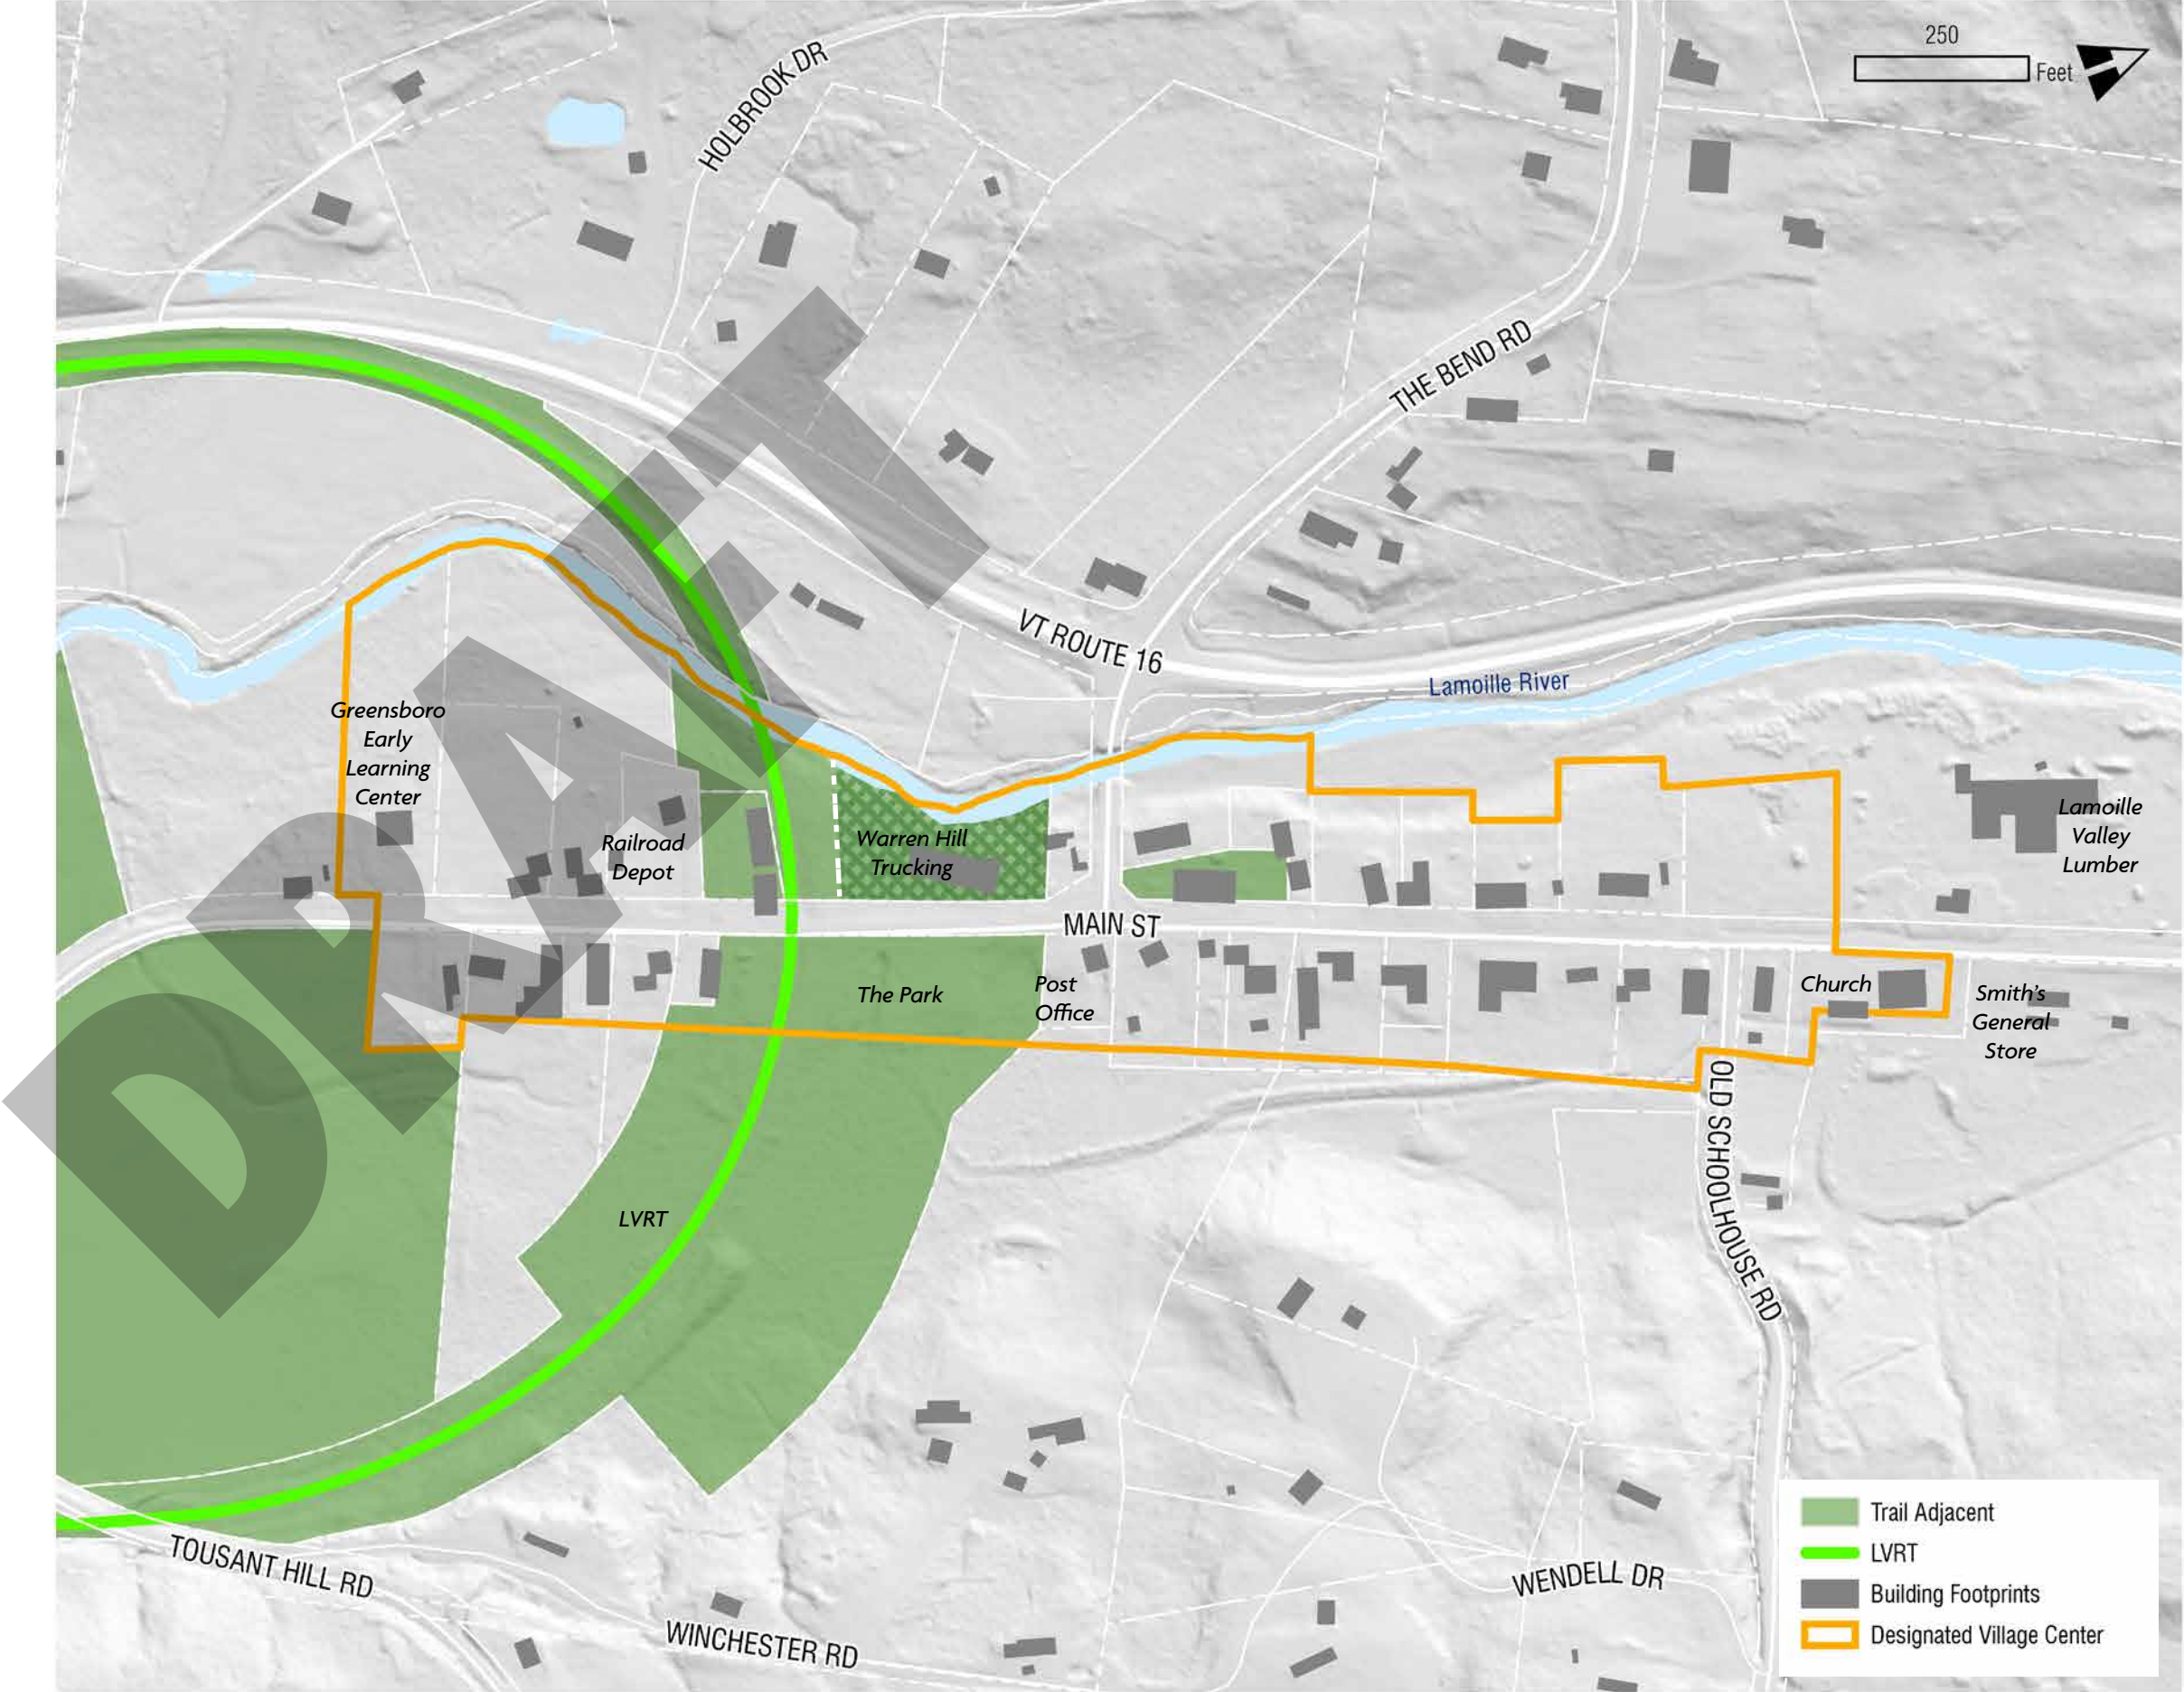 250
Feet
HOLBROOK DR
THE BEND RD
VT ROUTE 16
Lamoille River
Greensboro
Early
Learning
Center
Railroad
Depot
Warren Hill
Trucking
Lamoille
Valley
Lumber
MAIN ST
The Park
Post
Office
Church
Smith's
General
Store
OLD SCHOOLHOUSE RD
LVRT
TOUSANT HILL RD
WINCHESTER RD
WENDELL DR
Trail Adjacent
LVRT
Building Footprints
Designated Village Center
DRAFT